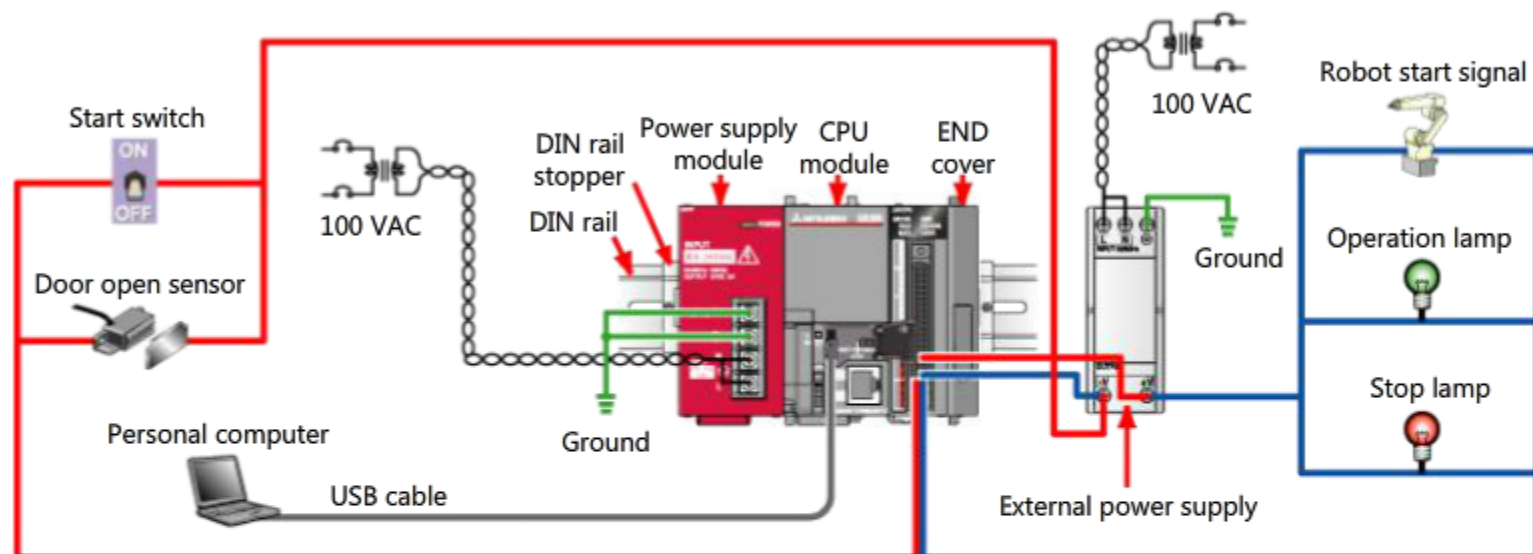 Start switch
ON
OFF
Door open sensor
100 VAC
DIN rail
stopper
DIN rail
Power supply
module
CPU
module
END
cover
INPUT
100 VAC
Robot start signal
L N
Ground
Operation lamp
Stop lamp
-V +V
Ground
Personal computer
USB cable
External power supply